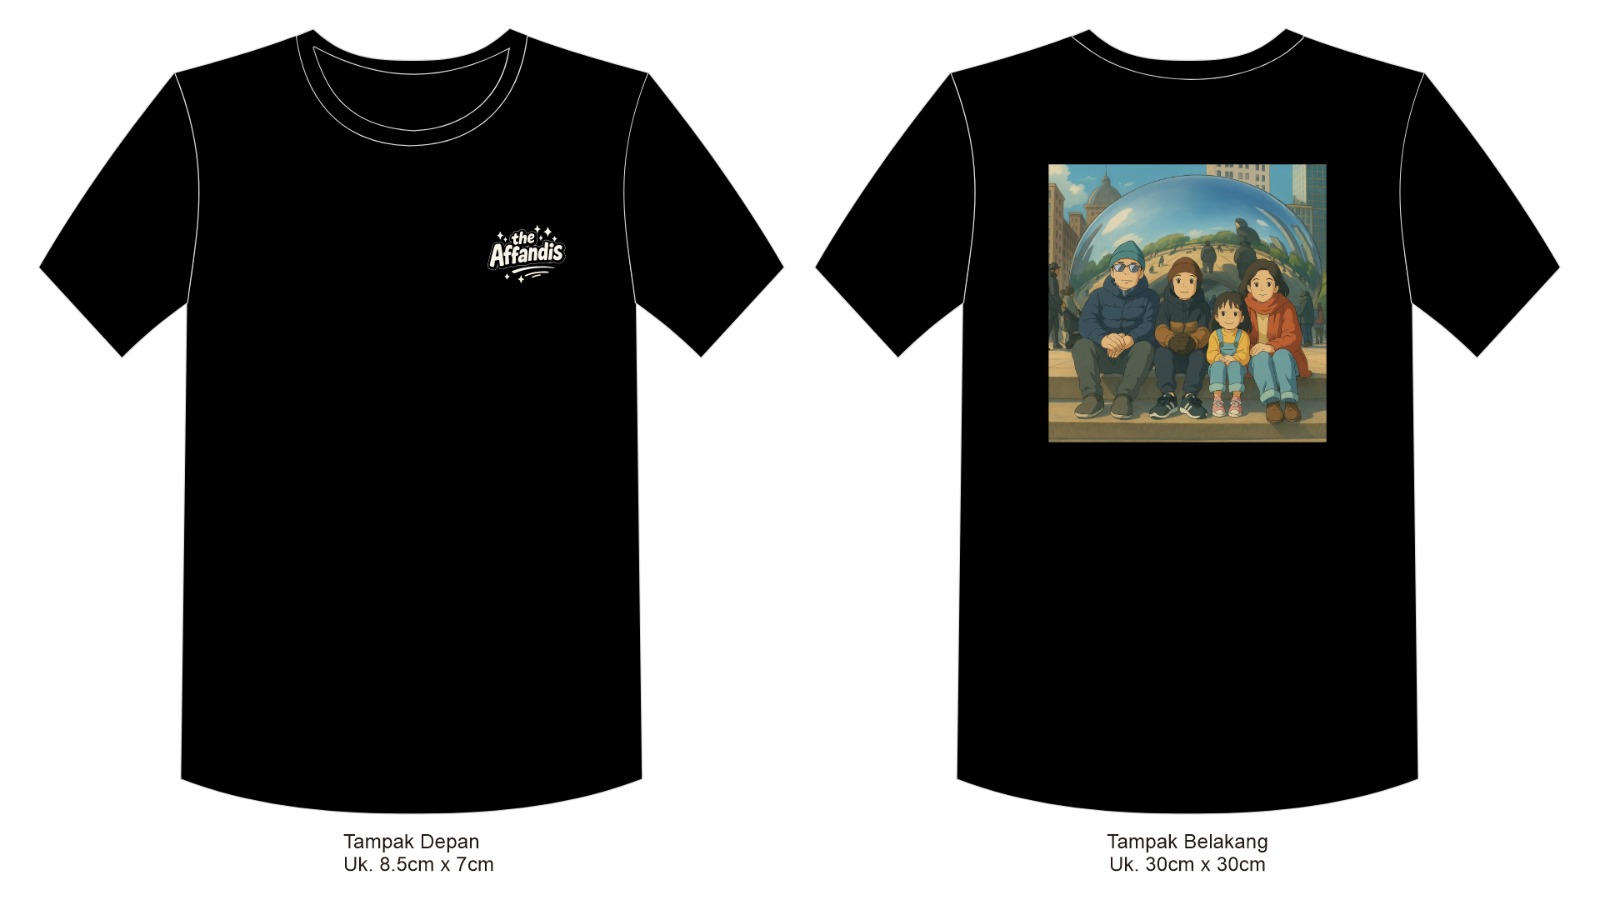 the
Affandis
Tampak Depan
Uk. 8.5cm x 7cm
Tampak Belakang
Uk. 30cm x 30cm